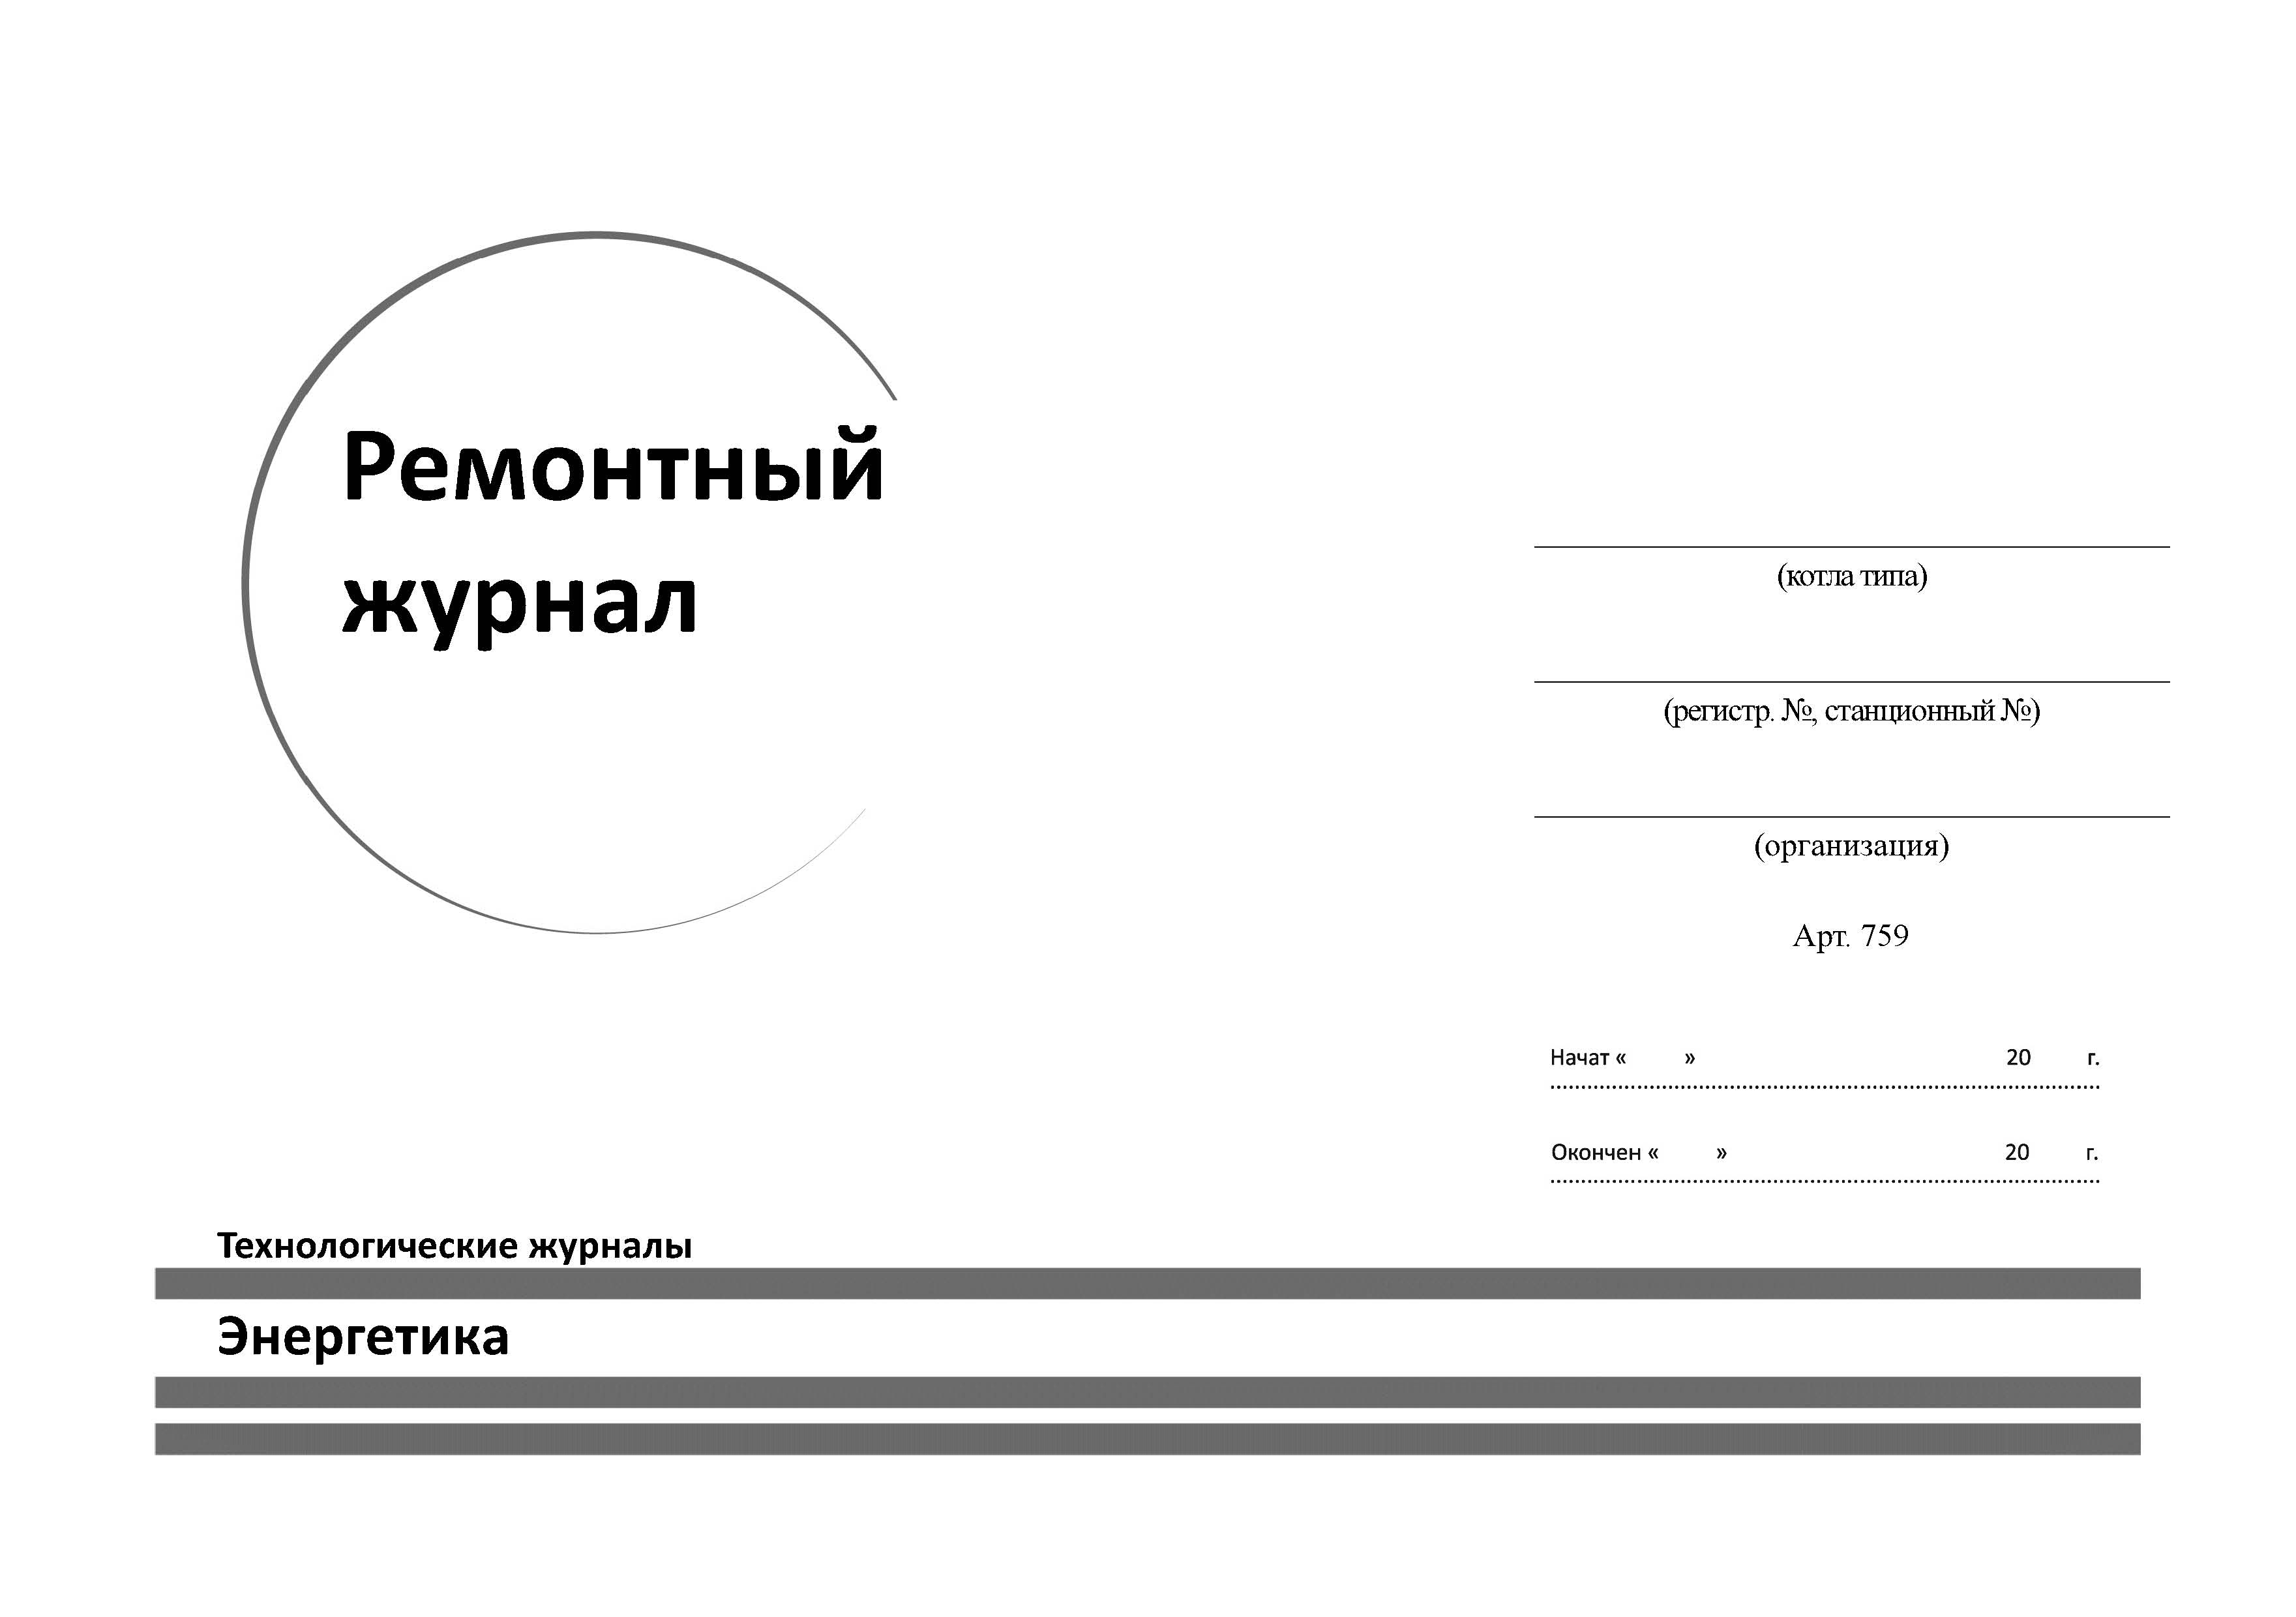 Ремонтный
журнал
(котла типа)
(регистр. №, станционный №)
(организация)
Арт. 759
Начат « » 20 г.
Окончен « » 20 г.
Технологические журналы
Энергетика